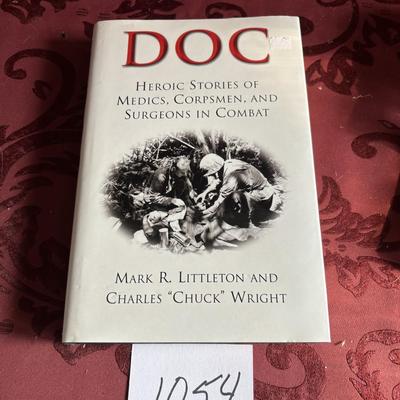 DOC
HEROIC STORIES OF
MEDICS, CORPSMEN, AND
SURGEONS IN COMBAT
MARK R. LITTLETON AND
CHARLES "CHUCK" WRIGHT
1054